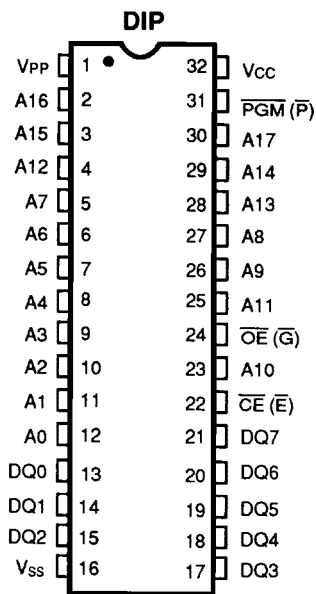 DIP
VPP 1 32 VCC
A16 2 31 PGM (P)
A15 3 30 A17
A12 4 29 A14
A7 5 28 A13
A6 6 27 A8
A5 7 26 A9
A4 8 25 A11
A3 9 24 OE (G)
A2 10 23 A10
A1 11 22 CE (E)
A0 12 21 DQ7
DQ0 13 20 DQ6
DQ1 14 19 DQ5
DQ2 15 18 DQ4
VSS 16 17 DQ3